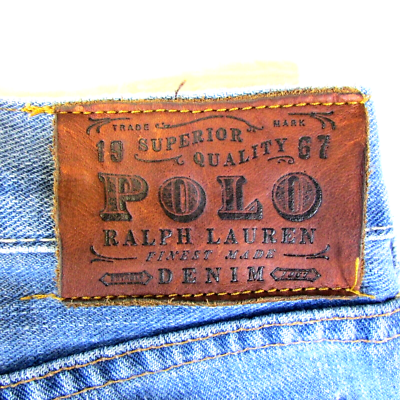 TRADE MARK
19 SUPERIOR 67
QUALITY
POLO
RALPH LAUREN
FINEST MADE
DENIM